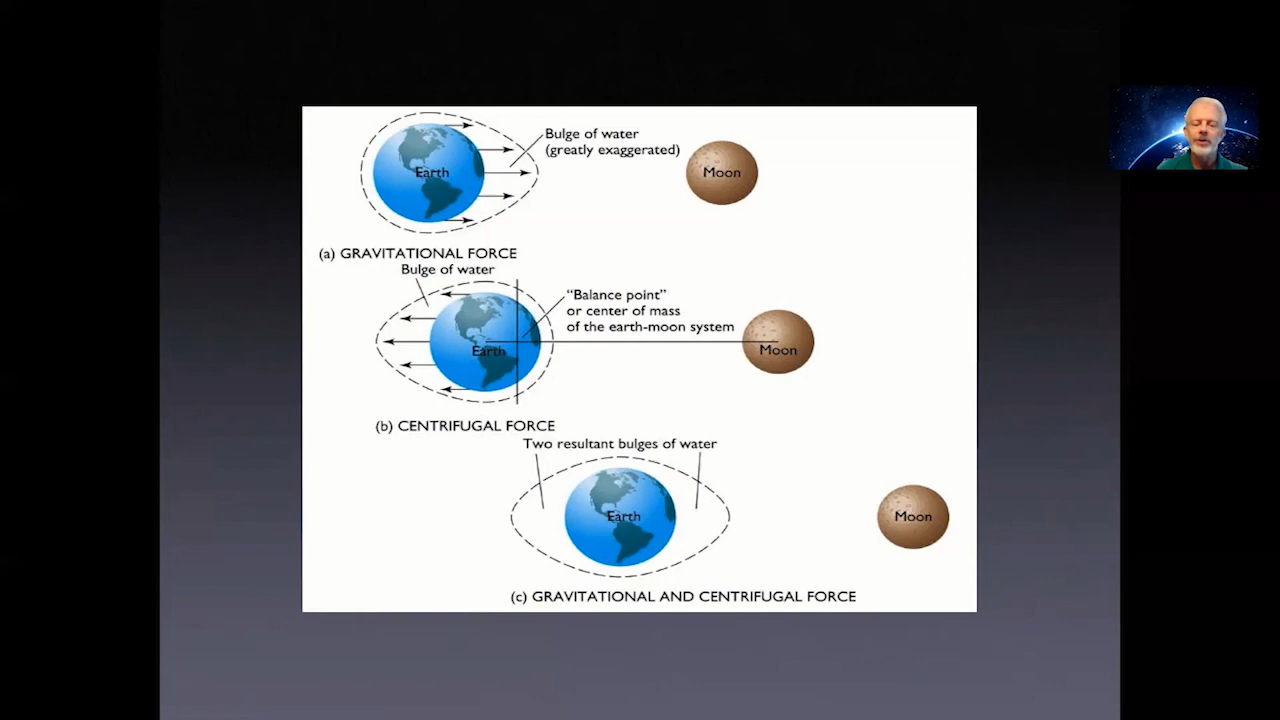 Bulge of water
(greatly exaggerated)
Earth
Moon
(a) GRAVITATIONAL FORCE
Bulge of water
“Balance point”
or center of mass
of the earth-moon system
Earth
Moon
(b) CENTRIFUGAL FORCE
Two resultant bulges of water
Earth
Moon
(c) GRAVITATIONAL AND CENTRIFUGAL FORCE